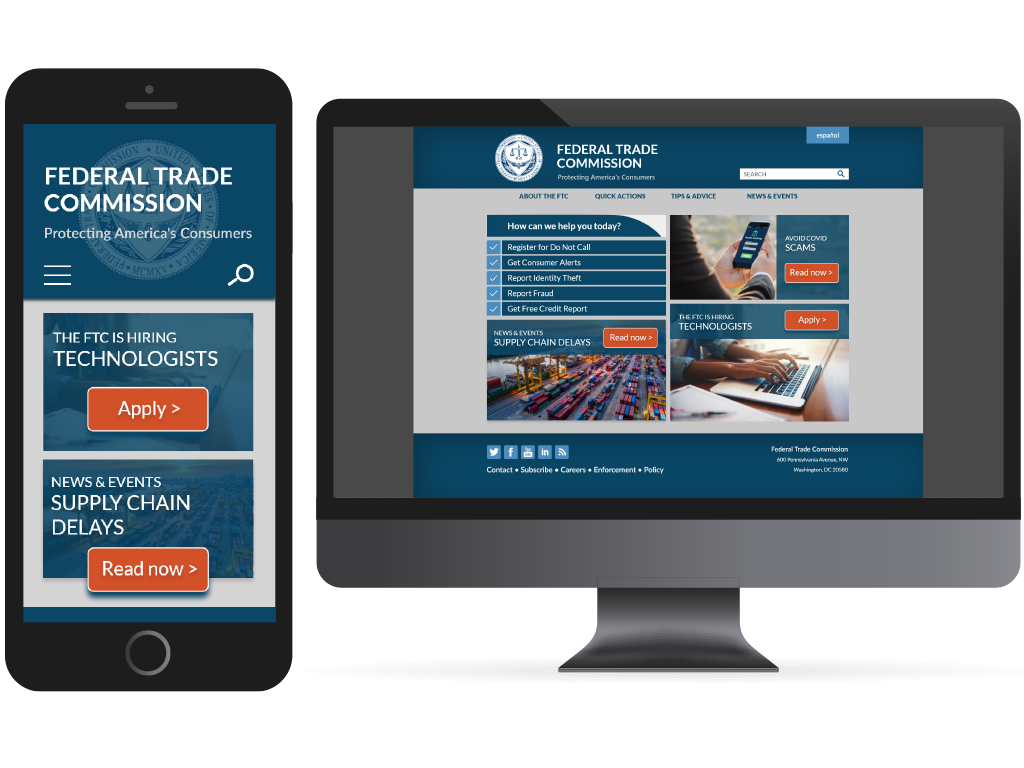 FEDERAL TRADE
COMMISSION
Protecting America's Consumers
THE FTC IS HIRING
TECHNOLOGISTS
Apply >
NEWS & EVENTS
SUPPLY CHAIN
DELAYS
Read now >
español
FEDERAL TRADE
COMMISSION
Protecting America's Consumers
SEARCH
ABOUT THE FTC QUICK ACTIONS TIPS & ADVICE NEWS & EVENTS
How can we help you today?
Register for Do Not Call
Get Consumer Alerts
Report Identity Theft
Report Fraud
Get Free Credit Report
NEWS & EVENTS
SUPPLY CHAIN DELAYS
Read now >
AVOID COVID
SCAMS
Read now >
THE FTC IS HIRING
TECHNOLOGISTS
Apply >
Contact • Subscribe • Careers • Enforcement • Policy
Federal Trade Commission
600 Pennsylvania Avenue, NW
Washington, DC 20580